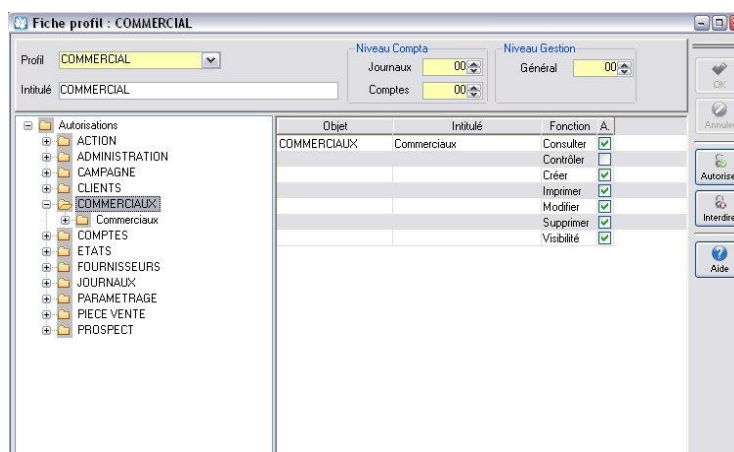 Fiche profil : COMMERCIAL
Niveau Compta
Niveau Gestion
Profil COMMERCIAL
Journaux 00
Général 00
Intitulé COMMERCIAL
Comptes 00
OK
Annuler
Autorise
Interdire
Aide
Autorisations
ACTION
ADMINISTRATION
CAMPAGNE
CLIENTS
COMMERCIAUX
Commerciaux
COMPTES
ETATS
FOURNISSEURS
JOURNAUX
PARAMETRAGE
PIECE VENTE
PROSPECT
Objet Intitulé Fonction A.
COMMERCIAUX Commerciaux Consulter
Contrôler
Créer
Imprimer
Modifier
Supprimer
Visibilité